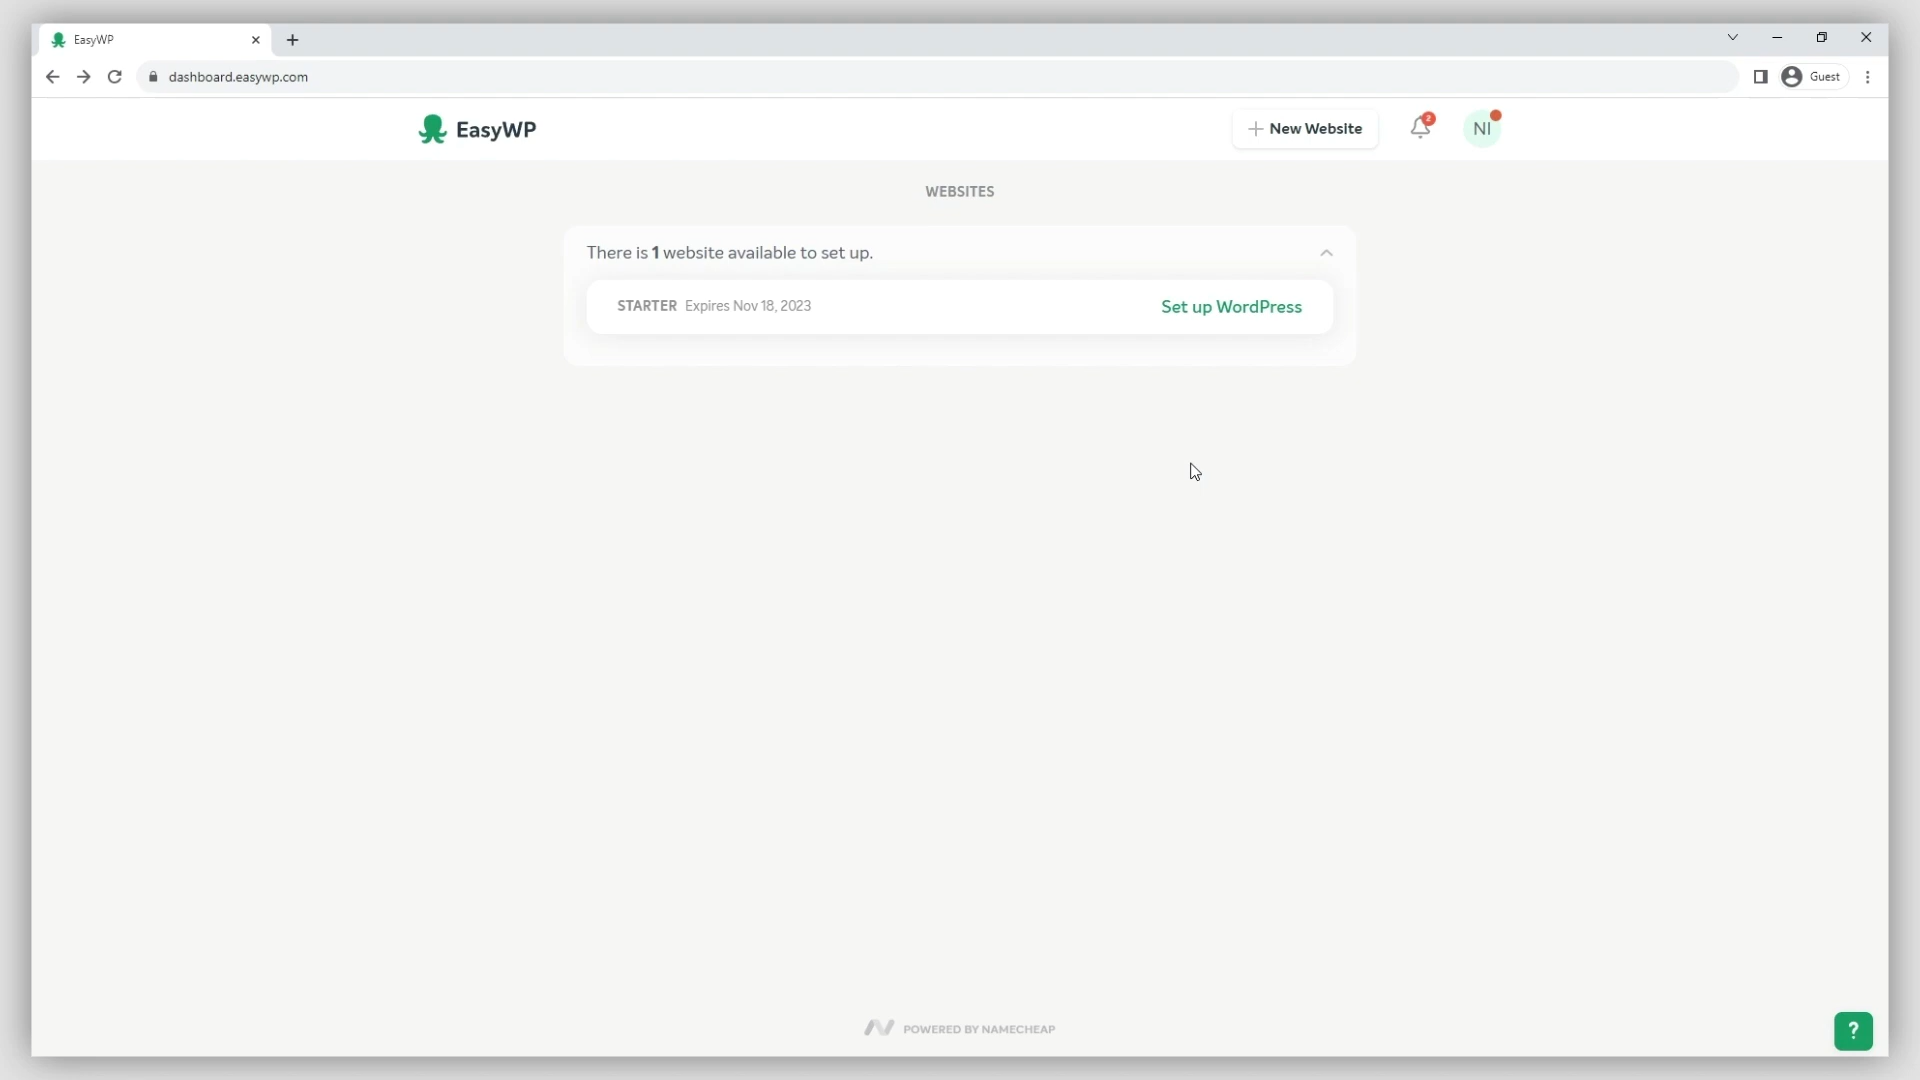 EasyWP
dashboard.easywp.com
Guest
EasyWP
New Website
2
NI
WEBSITES
There is 1 website available to set up.
STARTER Expires Nov 18, 2023
Set up WordPress
POWERED BY NAMECHEAP
?